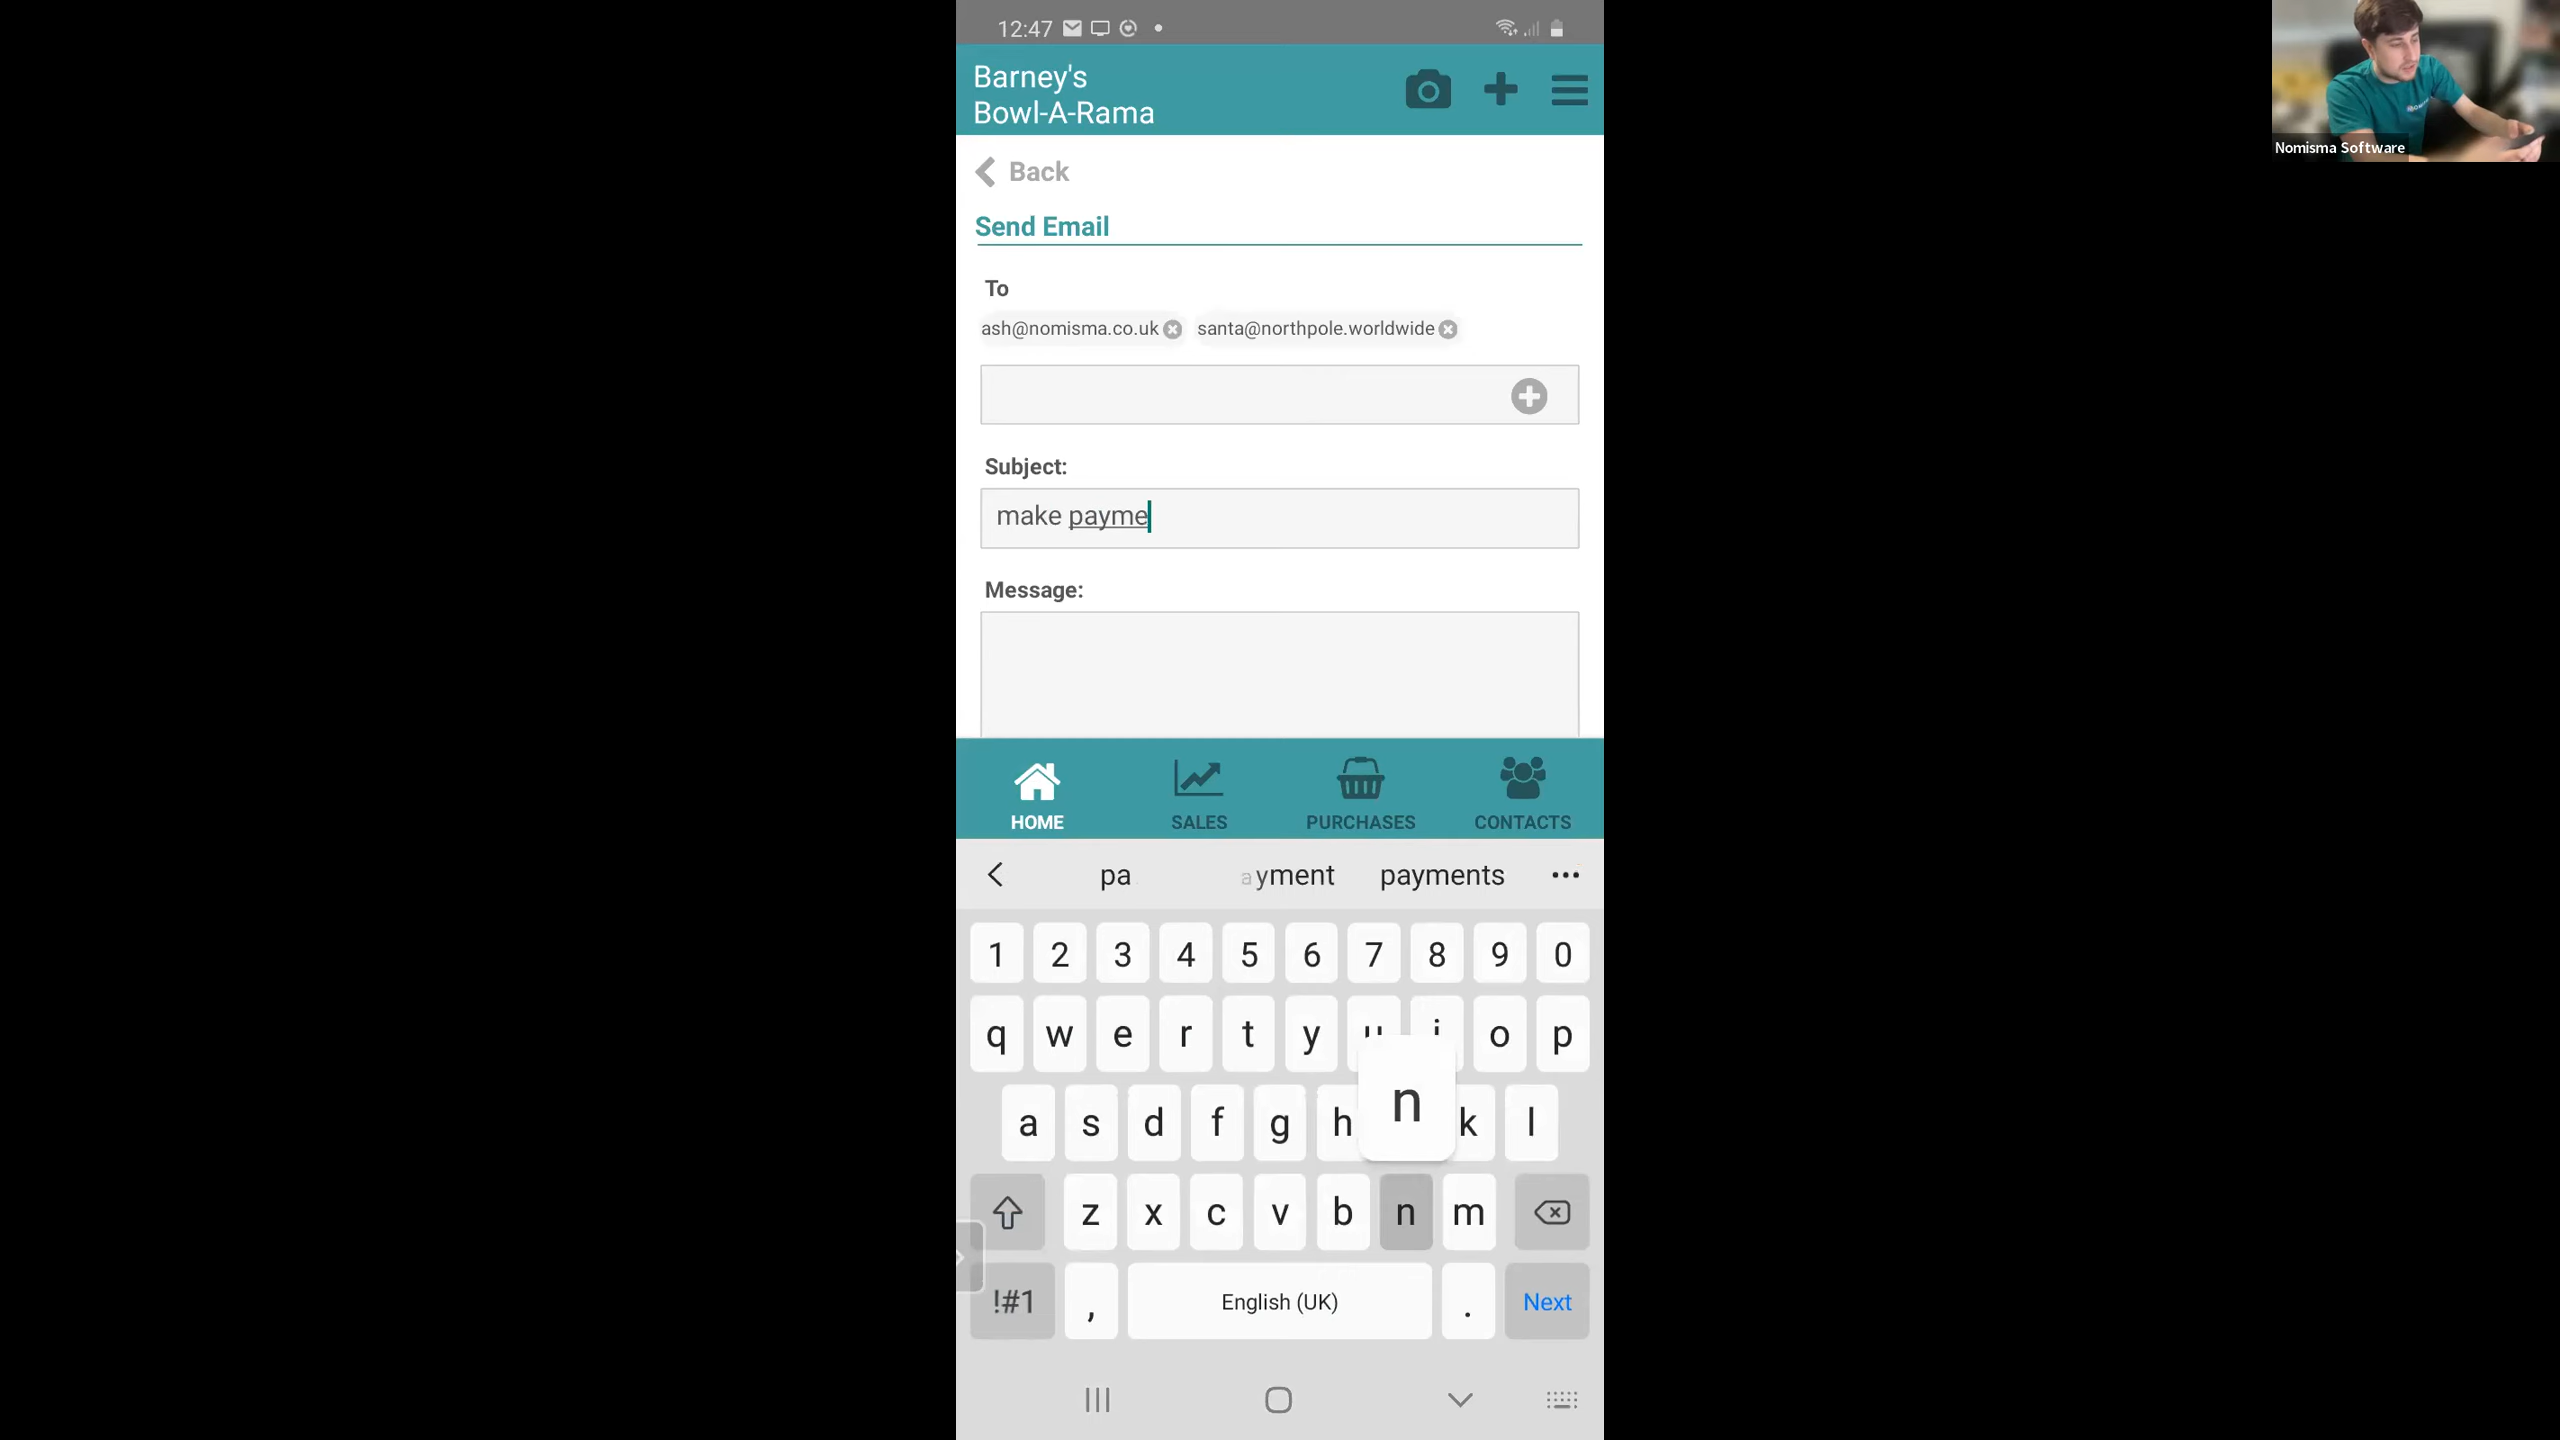 12:47
Barney's
Bowl-A-Rama
Nomisma Software
Back
Send Email
To
ash@nomisma.co.uk santa@northpole.worldwide
Subject:
make payme
Message:
HOME SALES PURCHASES CONTACTS
pa ayment payments
1 2 3 4 5 6 7 8 9 0
q w e r t y u i o p
a s d f g h n k l
z x c v b n m
!#1 , English (UK) . Next